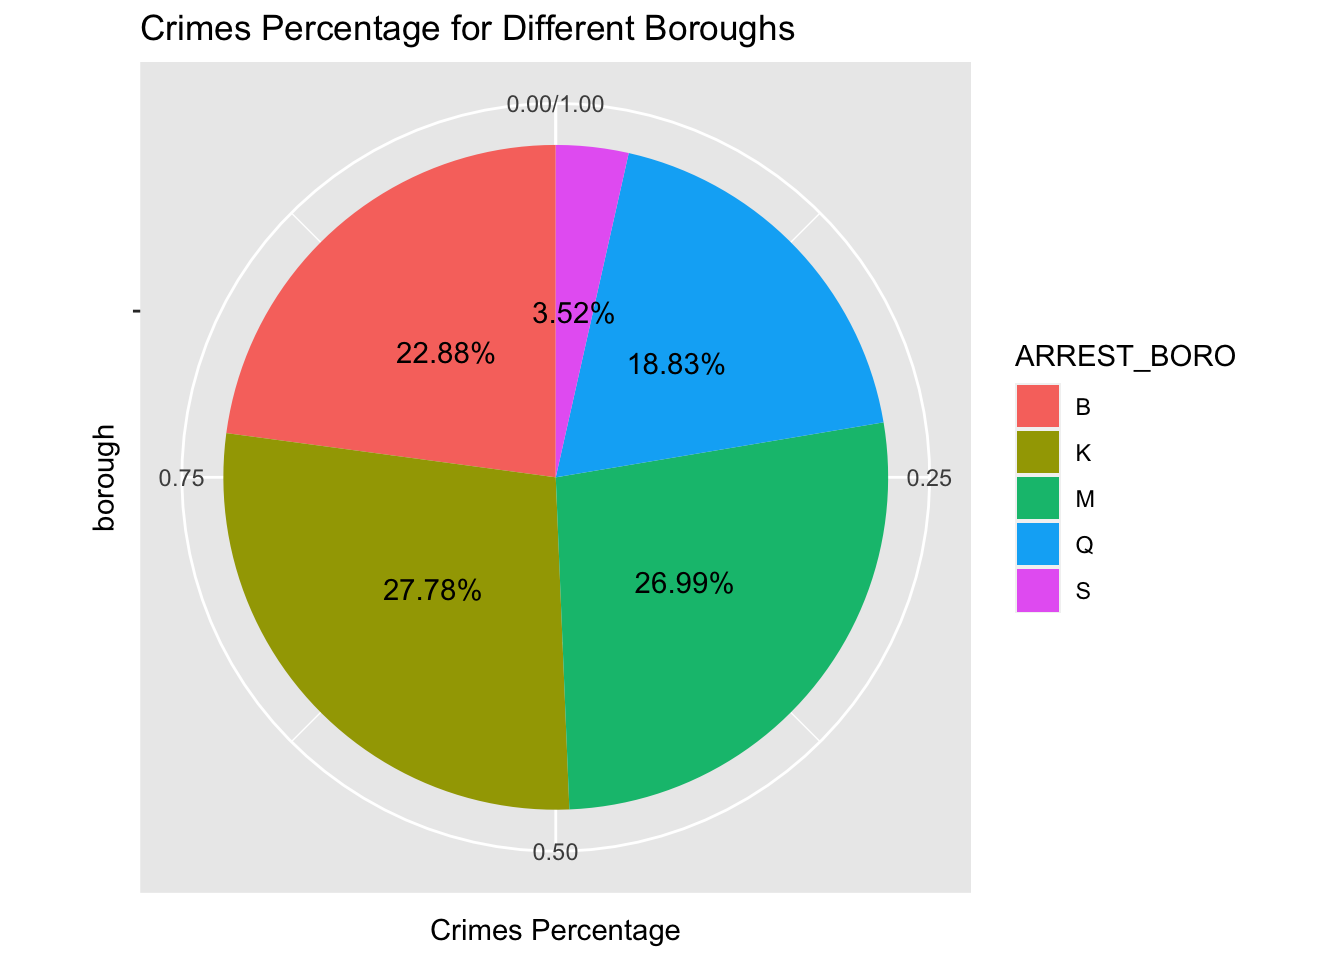 Crimes Percentage for Different Boroughs
0.00/1.00
3.52%
22.88%
18.83%
ARREST_BORO
B
K
M
Q
S
borough
0.75
0.25
27.78%
26.99%
0.50
Crimes Percentage